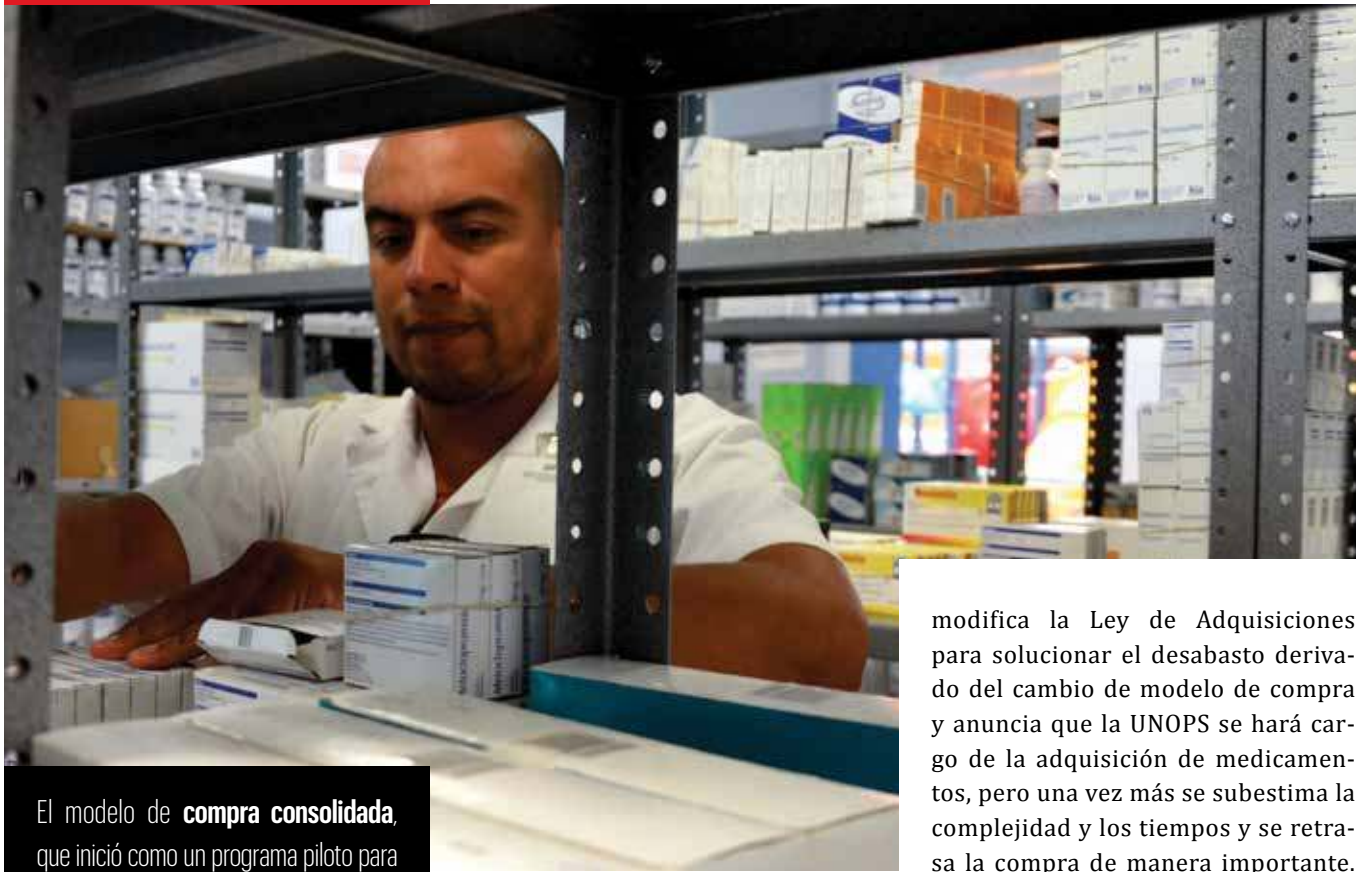 El modelo de compra consolidada,
que inició como un programa piloto para
modifica la Ley de Adquisiciones
para solucionar el desabasto deriva-
do del cambio de modelo de compra
y anuncia que la UNOPS se hará car-
go de la adquisición de medicamen-
tos, pero una vez más se subestima la
complejidad y los tiempos y se retra-
sa la compra de manera importante.